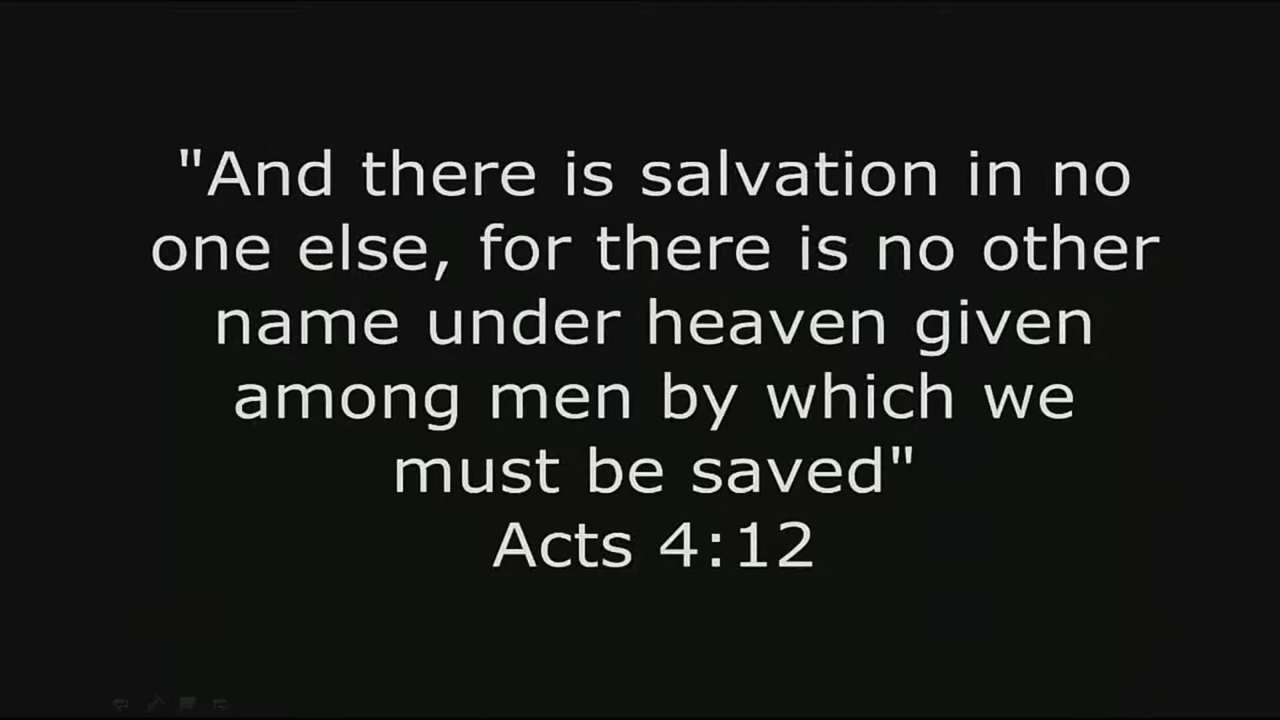 "And there is salvation in no
one else, for there is no other
name under heaven given
among men by which we
must be saved"
Acts 4:12